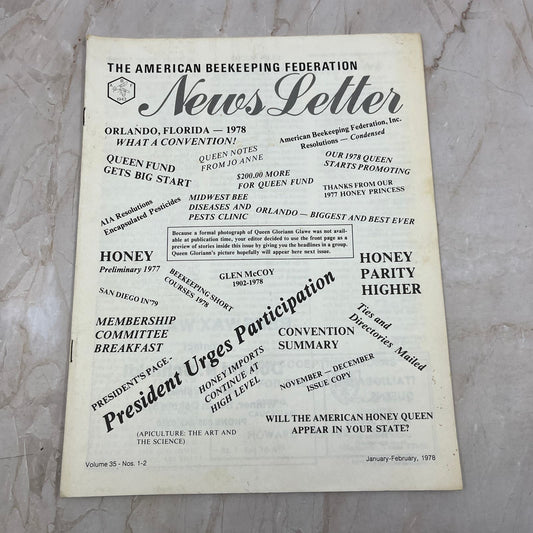 THE AMERICAN BEEKEEPING FEDERATION
News Letter
ORLANDO, FLORIDA — 1978
WHAT A CONVENTION!
American Beekeeping Federation, Inc.
Resolutions — Condensed
QUEEN FUND
GETS BIG START
QUEEN NOTES
FROM JO ANNE
$200.00 MORE
FOR QUEEN FUND
OUR 1978 QUEEN
STARTS PROMOTING
THANKS FROM OUR
1977 HONEY PRINCESS
AIA Resolutions
Encapsulated Pesticides
MIDWEST BEE
DISEASES AND
PESTS CLINIC
ORLANDO — BIGGEST AND BEST EVER
Because a formal photograph of Queen Gloriann Glawe was not avail-
able at publication time, your editor decided to use the front page as a
preview of stories inside this issue by giving you the headlines in a group.
Queen Gloriann's picture hopefully will appear here next issue.
HONEY
Preliminary 1977
BEEKEEPING SHORT
COURSES 1978
GLEN McCOY
1902-1978
HONEY
PARITY
HIGHER
SAN DIEGO IN '79
MEMBERSHIP
COMMITTEE
BREAKFAST
PRESIDENT'S PAGE-
President Urges Participation
Ties and
Directories Mailed
CONVENTION
SUMMARY
HONEY IMPORTS
CONTINUE AT
HIGH LEVEL
NOVEMBER — DECEMBER
ISSUE COPY
WILL THE AMERICAN HONEY QUEEN
APPEAR IN YOUR STATE?
(APICULTURE: THE ART AND
THE SCIENCE)
Volume 35 - Nos. 1-2
January-February, 1978